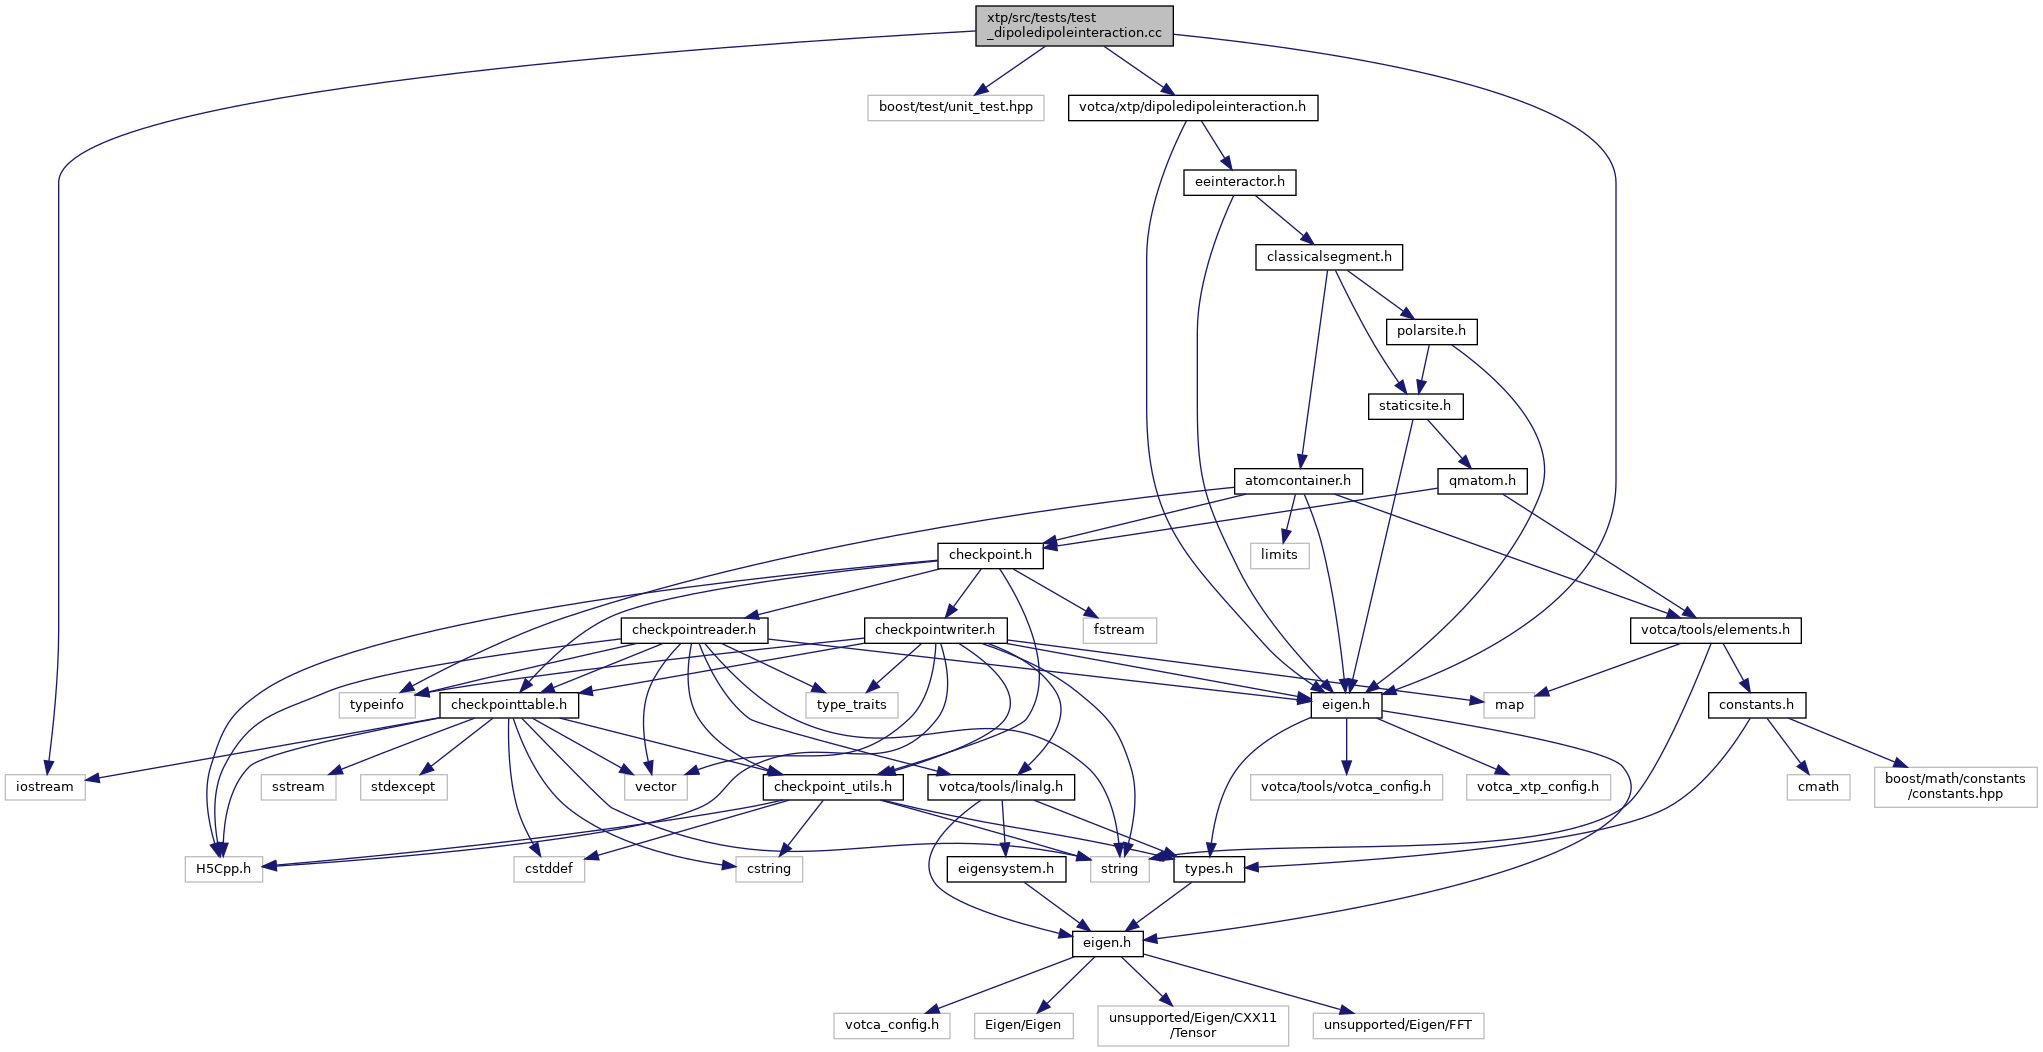 xtp/src/tests/test
_dipoledipoleinteraction.cc
boost/test/unit_test.hpp
votca/xtp/dipoledipoleinteraction.h
eeinteractor.h
classicalsegment.h
polarsite.h
staticsite.h
atomcontainer.h
qmatom.h
checkpoint.h
limits
checkpointreader.h
checkpointwriter.h
fstream
votca/tools/elements.h
typeinfo
checkpointtable.h
type_traits
eigen.h
map
constants.h
iostream
sstream
stdexcept
vector
checkpoint_utils.h
votca/tools/linalg.h
votca/tools/votca_config.h
votca_xtp_config.h
cmath
boost/math/constants
/constants.hpp
H5Cpp.h
cstddef
cstring
eigensystem.h
string
types.h
eigen.h
votca_config.h
Eigen/Eigen
unsupported/Eigen/CXX11
/Tensor
unsupported/Eigen/FFT